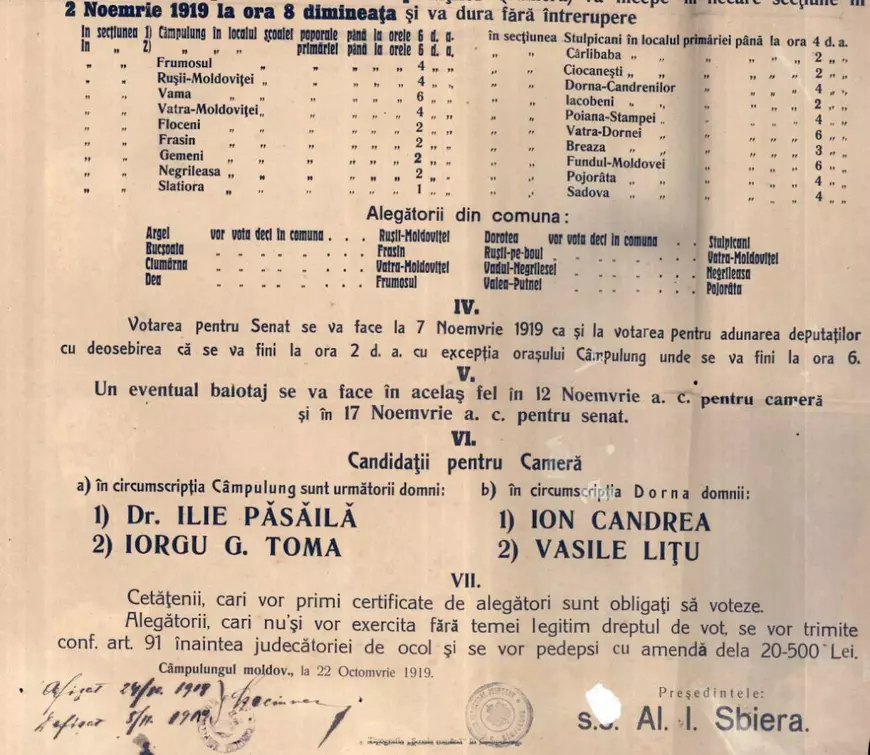 2 Noemrie 1919 la ora 8 dimineaţa şi va dura fără întrerupere
în secţiunea 1) Câmpulung în localul şcoalei poporale până la orele 6 d. a.
în „ 2) „ „ „ primăriei până la orele 6 d. a.
„ „ Frumosul „ „ „ „ 4 „ „
„ „ Ruşii-Moldoviţei „ „ „ „ „ 4 „ „
„ „ Vama „ „ „ „ „ 6 „ „
„ „ Vatra-Moldoviţei „ „ „ „ „ 4 „ „
„ „ Floceni „ „ „ „ „ 2 „ „
„ „ Frasin „ „ „ „ „ 2 „ „
„ „ Gemeni „ „ „ „ „ 2 „ „
„ „ Negrileasa „ „ „ „ „ 2 „ „
„ „ Slatiora „ „ „ „ „ 1 „ „
în secţiunea Stulpicani în localul primăriei până la ora 4 d. a.
„ „ Cârlibaba „ „ „ „ „ 2 „ „
„ „ Ciocaneşti „ „ „ „ „ 2 „ „
„ „ Dorna-Candrenilor „ „ „ „ 4 „ „
„ „ Iacobeni „ „ „ „ „ 2 „ „
„ „ Poiana-Stampei „ „ „ „ 4 „ „
„ „ Vatra-Dornei „ „ „ „ „ 6 „ „
„ „ Breaza „ „ „ „ „ 3 „ „
„ „ Fundul-Moldovei „ „ „ „ 6 „ „
„ „ Pojorâta „ „ „ „ „ 4 „ „
„ „ Sadova „ „ „ „ „ 4 „ „
Alegătorii din comuna:
Argel vor vota deci în comuna . . . Ruşii-Moldoviţei
Bucşoaia „ „ „ „ „ . . . Frasin
Ciumârna „ „ „ „ „ . . . Vatra-Moldoviţei
Dea „ „ „ „ „ . . . Frumosul
Dorotea vor vota deci în comuna . . Stulpicani
Ruşii-pe-boul „ „ „ „ „ . . . Vatra-Moldoviţei
Vadul-Negrilesei „ „ „ „ „ . . . Negrileasa
Valea-Putnei „ „ „ „ „ . . . Pojorâta
IV.
Votarea pentru Senat se va face la 7 Noemvrie 1919 ca şi la votarea pentru adunarea deputaţilor
cu deosebirea că se va fini la ora 2 d. a. cu excepţia oraşului Câmpulung unde se va fini la ora 6.
V.
Un eventual balotaj se va face în acelaş fel în 12 Noemvrie a. c. pentru cameră
şi în 17 Noemvrie a. c. pentru senat.
VI.
Candidaţii pentru Cameră
a) în circumscripţia Câmpulung sunt următorii domni:
1) Dr. ILIE PĂSĂILĂ
2) IORGU G. TOMA
b) în circumscripţia Dorna domnii:
1) ION CANDREA
2) VASILE LIŢU
VII.
Cetăţenii, cari vor primi certificate de alegători sunt obligaţi să voteze.
Alegătorii, cari nu'şi vor exercita fără temei legitim dreptul de vot, se vor trimite
conf. art. 91 înaintea judecătoriei de ocol şi se vor pedepsi cu amendă dela 20-500 Lei.
Câmpulungul moldov., la 22 Octomvrie 1919.
Afişat 24/10. 1919
Zefişat 5/11. 1919
Preşedintele:
s.s. Al. I. Sbiera.